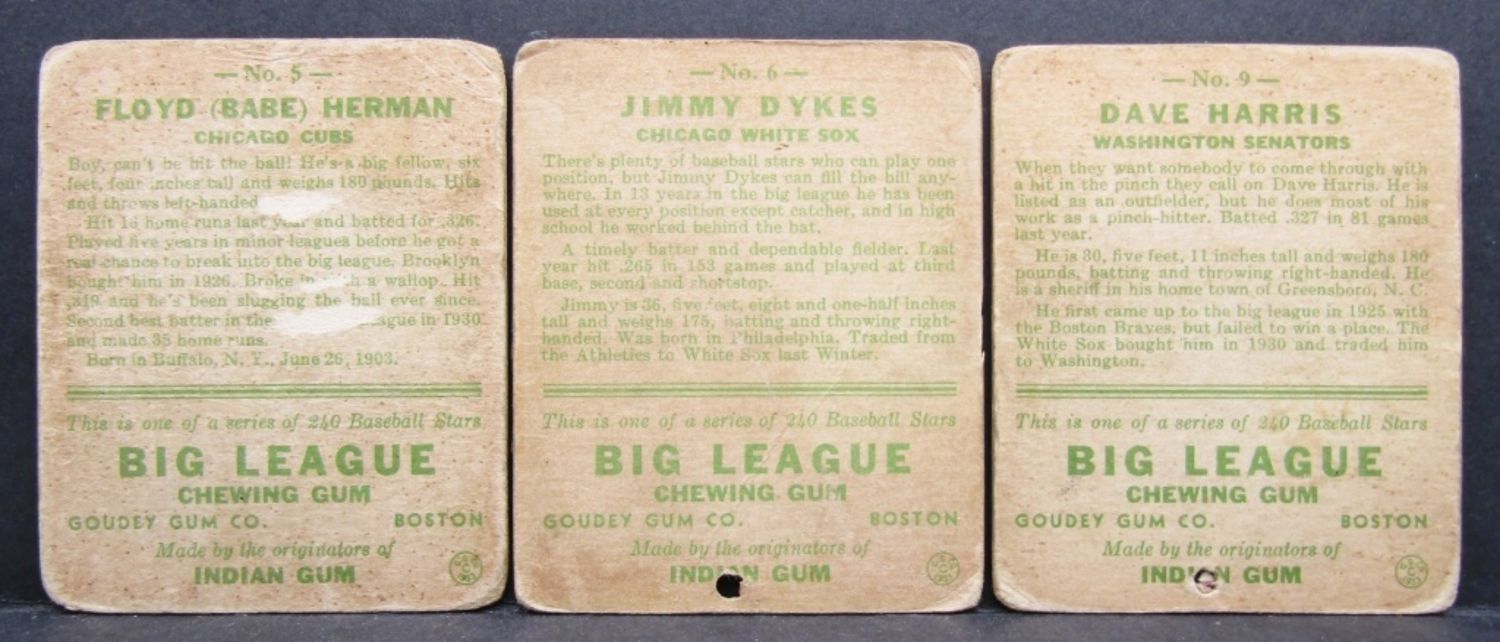 — No. 5 —
FLOYD (BABE) HERMAN
CHICAGO CUBS
Boy, can't he hit the ball! He's a big fellow, six
feet, four inches tall and weighs 180 pounds. Hits
and throws left-handed
Hit 16 home runs last year and batted for .326.
Played five years in minor leagues before he got a
real chance to break into the big league. Brooklyn
bought him in 1926. Broke in a wallop. Hit
.319 and he's been slugging the ball ever since.
Second best batter in the in 1930
and made 35 home runs.
Born in Buffalo, N. Y., June 26, 1903.
This is one of a series of 240 Baseball Stars
BIG LEAGUE
CHEWING GUM
GOUDEY GUM CO. BOSTON
Made by the originators of
INDIAN GUM
— No. 6 —
JIMMY DYKES
CHICAGO WHITE SOX
There's plenty of baseball stars who can play one
position, but Jimmy Dykes can fill the bill any-
where. In 13 years in the big league he has been
used at every position except catcher, and in high
school he worked behind the bat.
A timely batter and dependable fielder. Last
year hit .265 in 153 games and played at third
base, second and shortstop.
Jimmy is 36, five feet, eight and one-half inches
tall and weighs 175, batting and throwing right-
handed. Was born in Philadelphia. Traded from
the Athletics to White Sox last Winter.
This is one of a series of 240 Baseball Stars
BIG LEAGUE
CHEWING GUM
GOUDEY GUM CO. BOSTON
Made by the originators of
INDIAN GUM
— No. 9 —
DAVE HARRIS
WASHINGTON SENATORS
When they want somebody to come through with
a hit in the pinch they call on Dave Harris. He is
listed as an outfielder, but he does most of his
work as a pinch-hitter. Batted .327 in 81 games
last year.
He is 30, five feet, 11 inches tall and weighs 180
pounds, batting and throwing right-handed. He
is a sheriff in his home town of Greensboro, N. C.
He first came up to the big league in 1925 with
the Boston Braves, but failed to win a place. The
White Sox bought him in 1930 and traded him
to Washington.
This is one of a series of 240 Baseball Stars
BIG LEAGUE
CHEWING GUM
GOUDEY GUM CO. BOSTON
Made by the originators of
INDIAN GUM